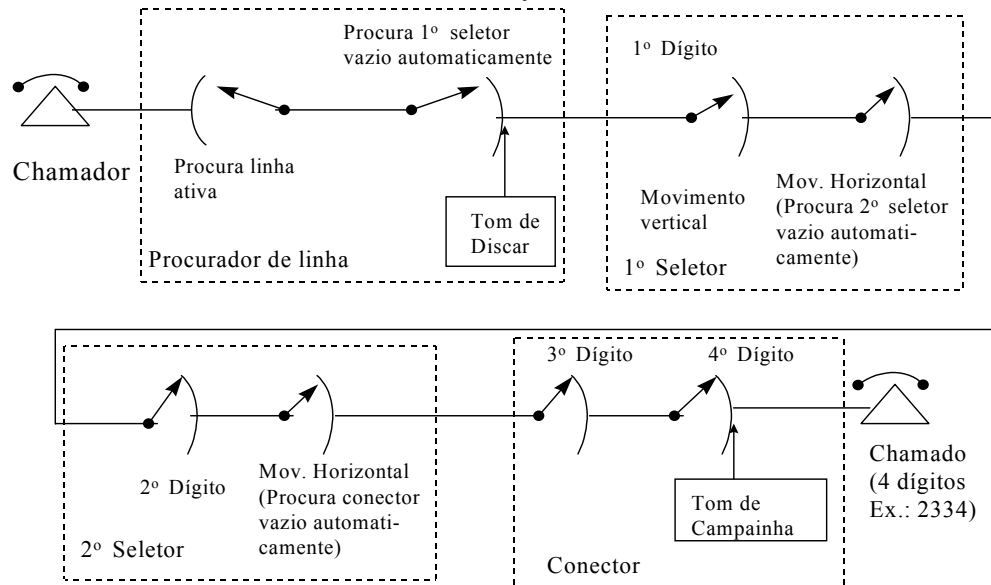 Procura 1º seletor
vazio automaticamente
1º Dígito
Chamador
Procura linha
ativa
Tom de
Discar
Procurador de linha
Movimento
vertical
Mov. Horizontal
(Procura 2º seletor
vazio automati-
camente)
1º Seletor
2º Dígito
Mov. Horizontal
(Procura conector
vazio automati-
camente)
2º Seletor
3º Dígito
4º Dígito
Tom de
Campainha
Conector
Chamado
(4 dígitos
Ex.: 2334)